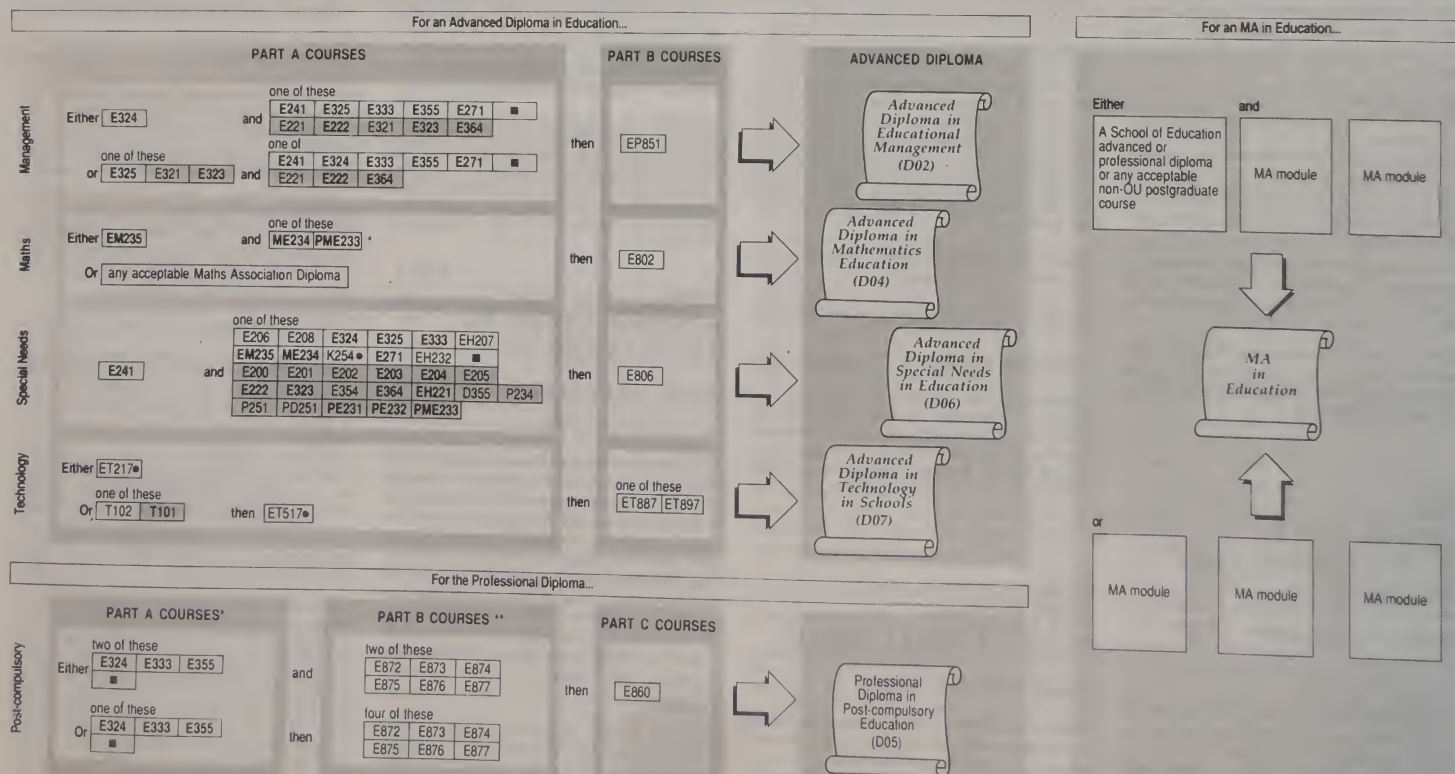 For an Advanced Diploma in Education...
PART A COURSES
PART B COURSES
ADVANCED DIPLOMA
Management
one of these
Either E324 and E241 E325 E333 E355 E271 ■
E221 E222 E321 E323 E364
one of these
or E325 E321 E323 and
one of
E241 E324 E333 E355 E271 ■
E221 E222 E364
then
EP851
Advanced
Diploma in
Educational
Management
(D02)
Maths
one of these
Either EM235 and ME234 PME233 *
Or any acceptable Maths Association Diploma
then
E802
Advanced
Diploma in
Mathematics
Education
(D04)
Special Needs
one of these
E241 and
E206 E208 E324 E325 E333 EH207
EM235 ME234 K254● E271 EH232 ■
E200 E201 E202 E203 E204 E205
E222 E323 E354 E364 EH221 D355 P234
P251 PD251 PE231 PE232 PME233
then
E806
Advanced
Diploma in
Special Needs
in Education
(D06)
Technology
Either ET217●
one of these
Or T102 T101 then ET517●
then
one of these
ET887 ET897
Advanced
Diploma in
Technology
in Schools
(D07)
For the Professional Diploma...
PART A COURSES*
PART B COURSES **
PART C COURSES
Post-compulsory
two of these
Either E324 E333 E355
■
and
two of these
E872 E873 E874
E875 E876 E877
one of these
Or E324 E333 E355
■
then
four of these
E872 E873 E874
E875 E876 E877
then
E860
Professional
Diploma in
Post-compulsory
Education
(D05)
For an MA in Education...
Either
A School of Education
advanced or
professional diploma
or any acceptable
non-OU postgraduate
course
and
MA module
MA module
MA
in
Education
or
MA module
MA module
MA module